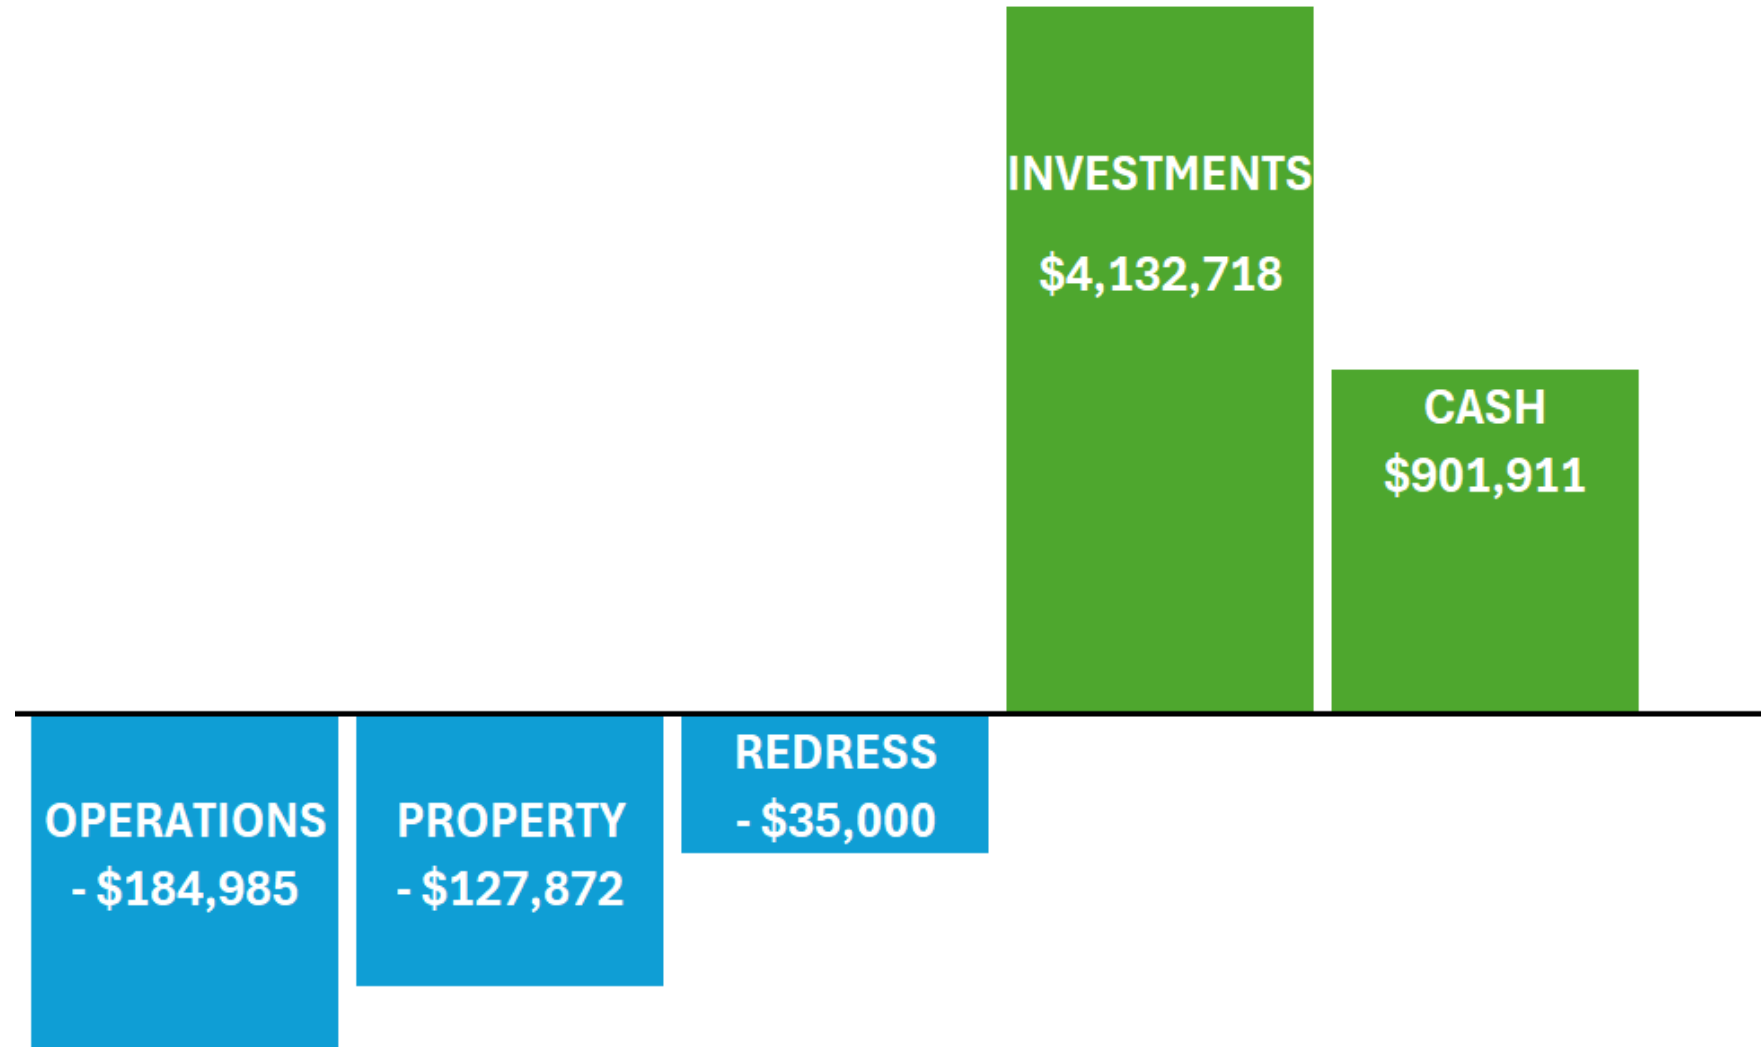 OPERATIONS
- $184,985
PROPERTY
- $127,872
REDRESS
- $35,000
INVESTMENTS
$4,132,718
CASH
$901,911